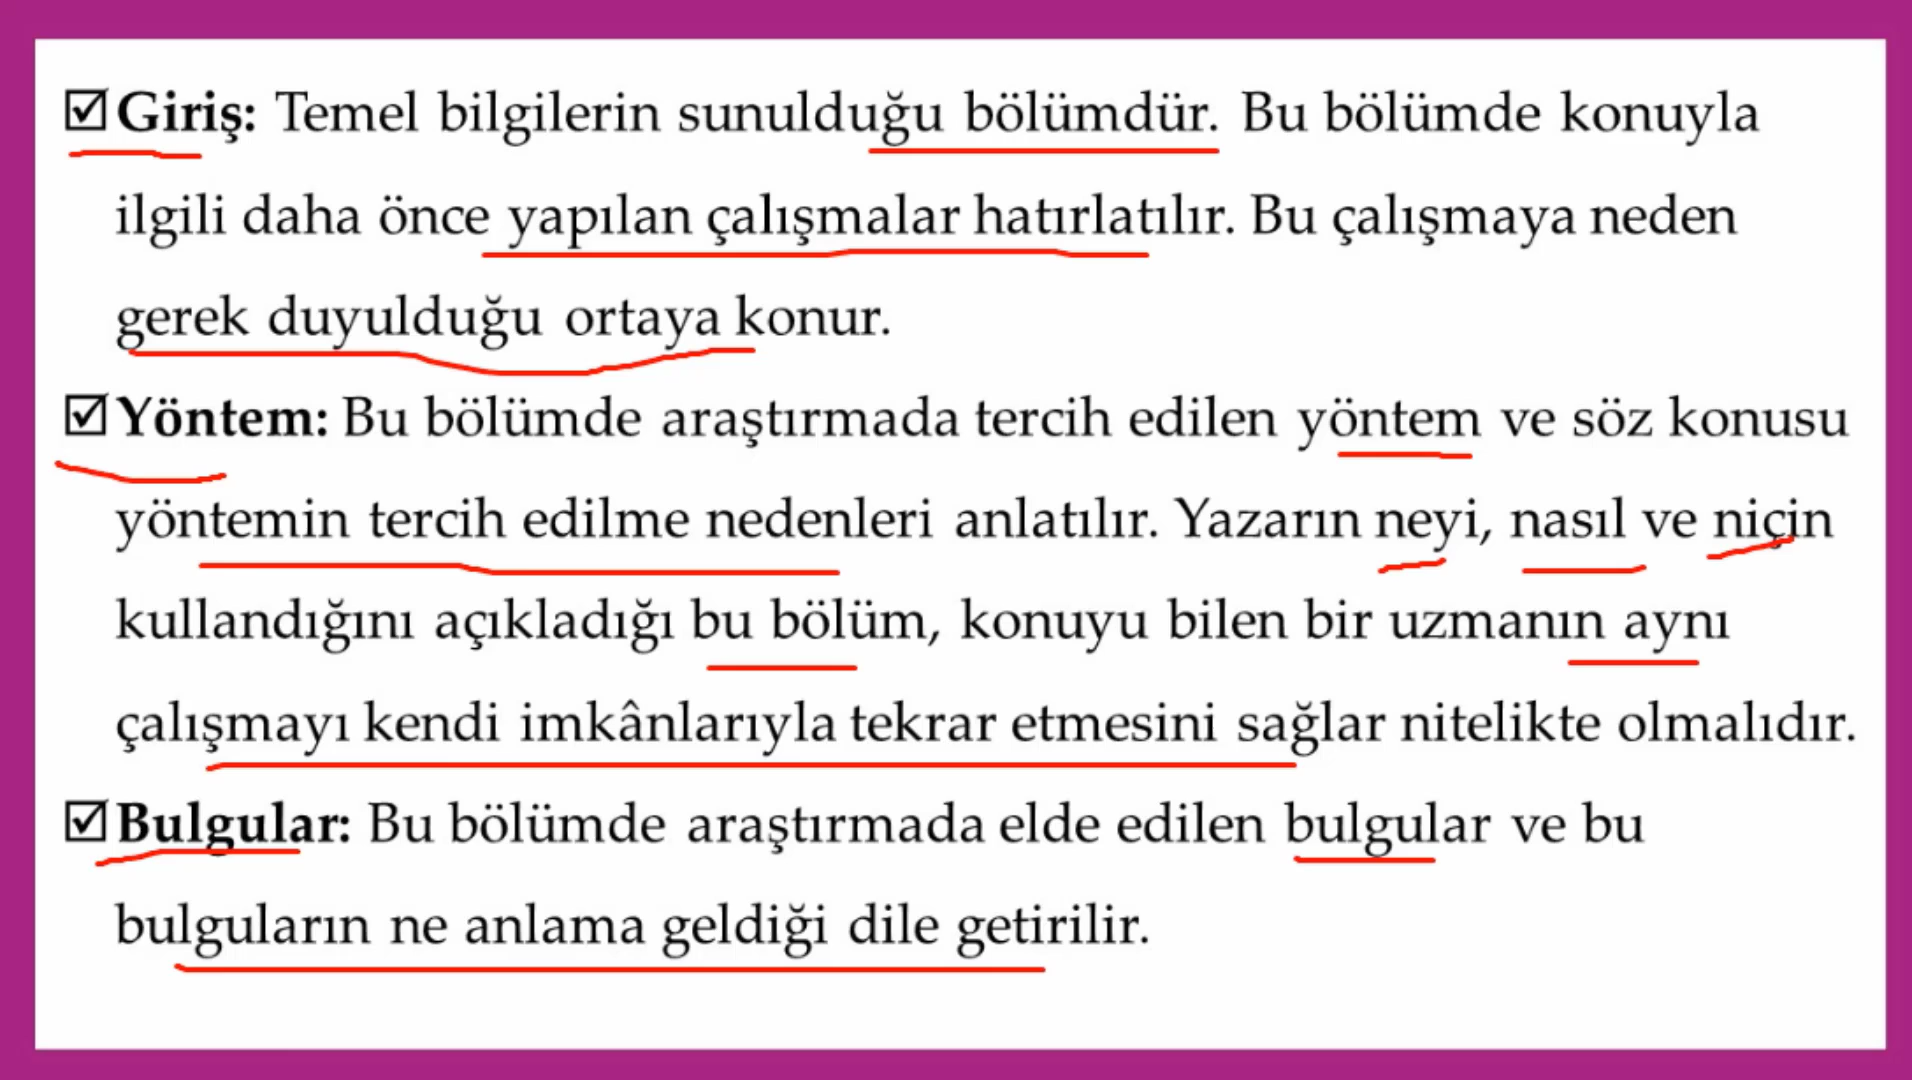 ☑ Giriş: Temel bilgilerin sunulduğu bölümdür. Bu bölümde konuyla
ilgili daha önce yapılan çalışmalar hatırlatılır. Bu çalışmaya neden
gerek duyulduğu ortaya konur.
☑ Yöntem: Bu bölümde araştırmada tercih edilen yöntem ve söz konusu
yöntemin tercih edilme nedenleri anlatılır. Yazarın neyi, nasıl ve niçin
kullandığını açıkladığı bu bölüm, konuyu bilen bir uzmanın aynı
çalışmayı kendi imkânlarıyla tekrar etmesini sağlar nitelikte olmalıdır.
☑ Bulgular: Bu bölümde araştırmada elde edilen bulgular ve bu
bulguların ne anlama geldiği dile getirilir.